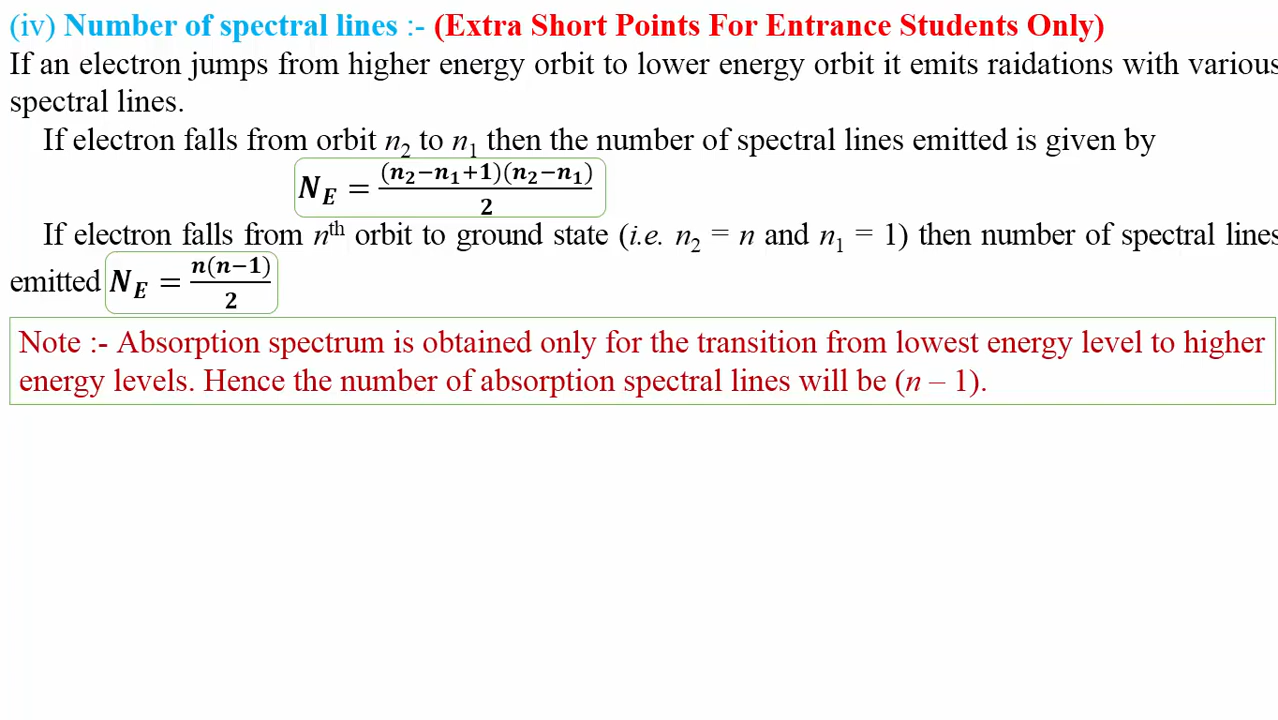 (iv) Number of spectral lines :- (Extra Short Points For Entrance Students Only)
If an electron jumps from higher energy orbit to lower energy orbit it emits raidations with various
spectral lines.
If electron falls from orbit n₂ to n₁ then the number of spectral lines emitted is given by
N_E = (n₂−n₁+1)(n₂−n₁)/2
If electron falls from nᵗʰ orbit to ground state (i.e. n₂ = n and n₁ = 1) then number of spectral lines
emitted N_E = n(n−1)/2
Note :- Absorption spectrum is obtained only for the transition from lowest energy level to higher
energy levels. Hence the number of absorption spectral lines will be (n – 1).